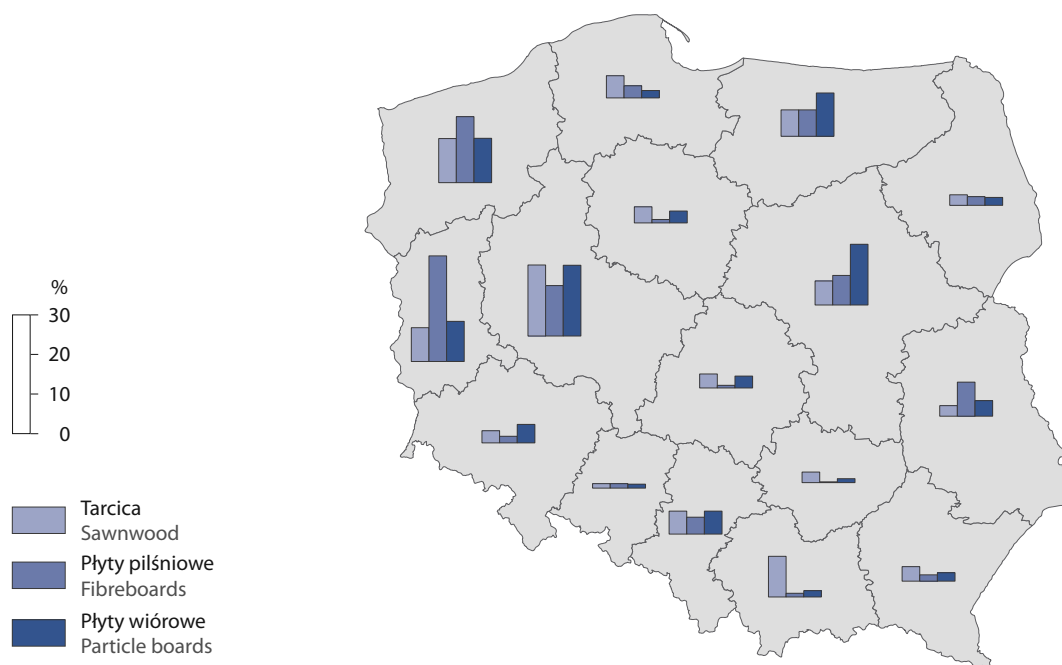 %
30
20
10
0
Tarcica
Sawnwood
Płyty pilśniowe
Fibreboards
Płyty wiórowe
Particle boards